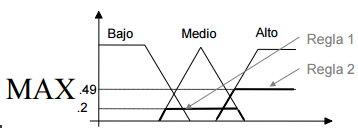 Bajo Medio Alto
Regla 1
Regla 2
MAX
.49
.2